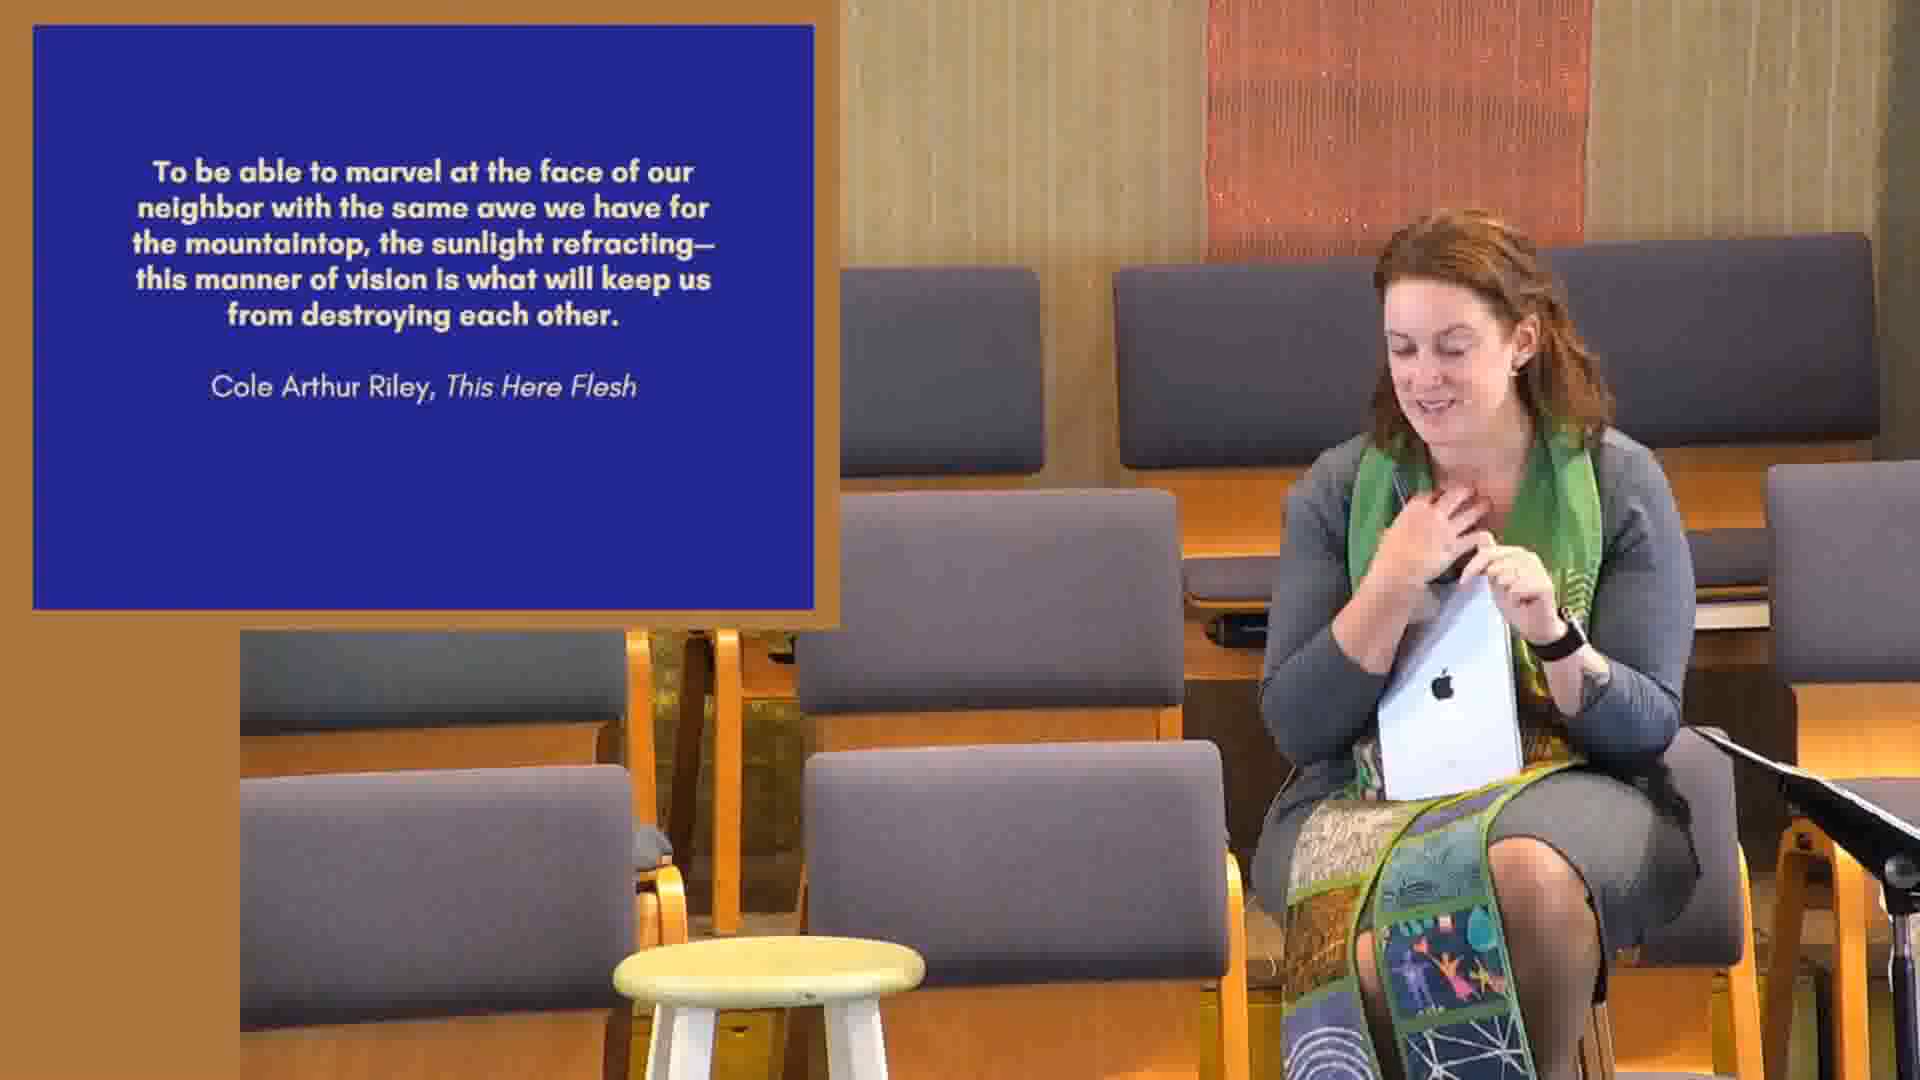 To be able to marvel at the face of our
neighbor with the same awe we have for
the mountaintop, the sunlight refracting—
this manner of vision is what will keep us
from destroying each other.
Cole Arthur Riley, This Here Flesh